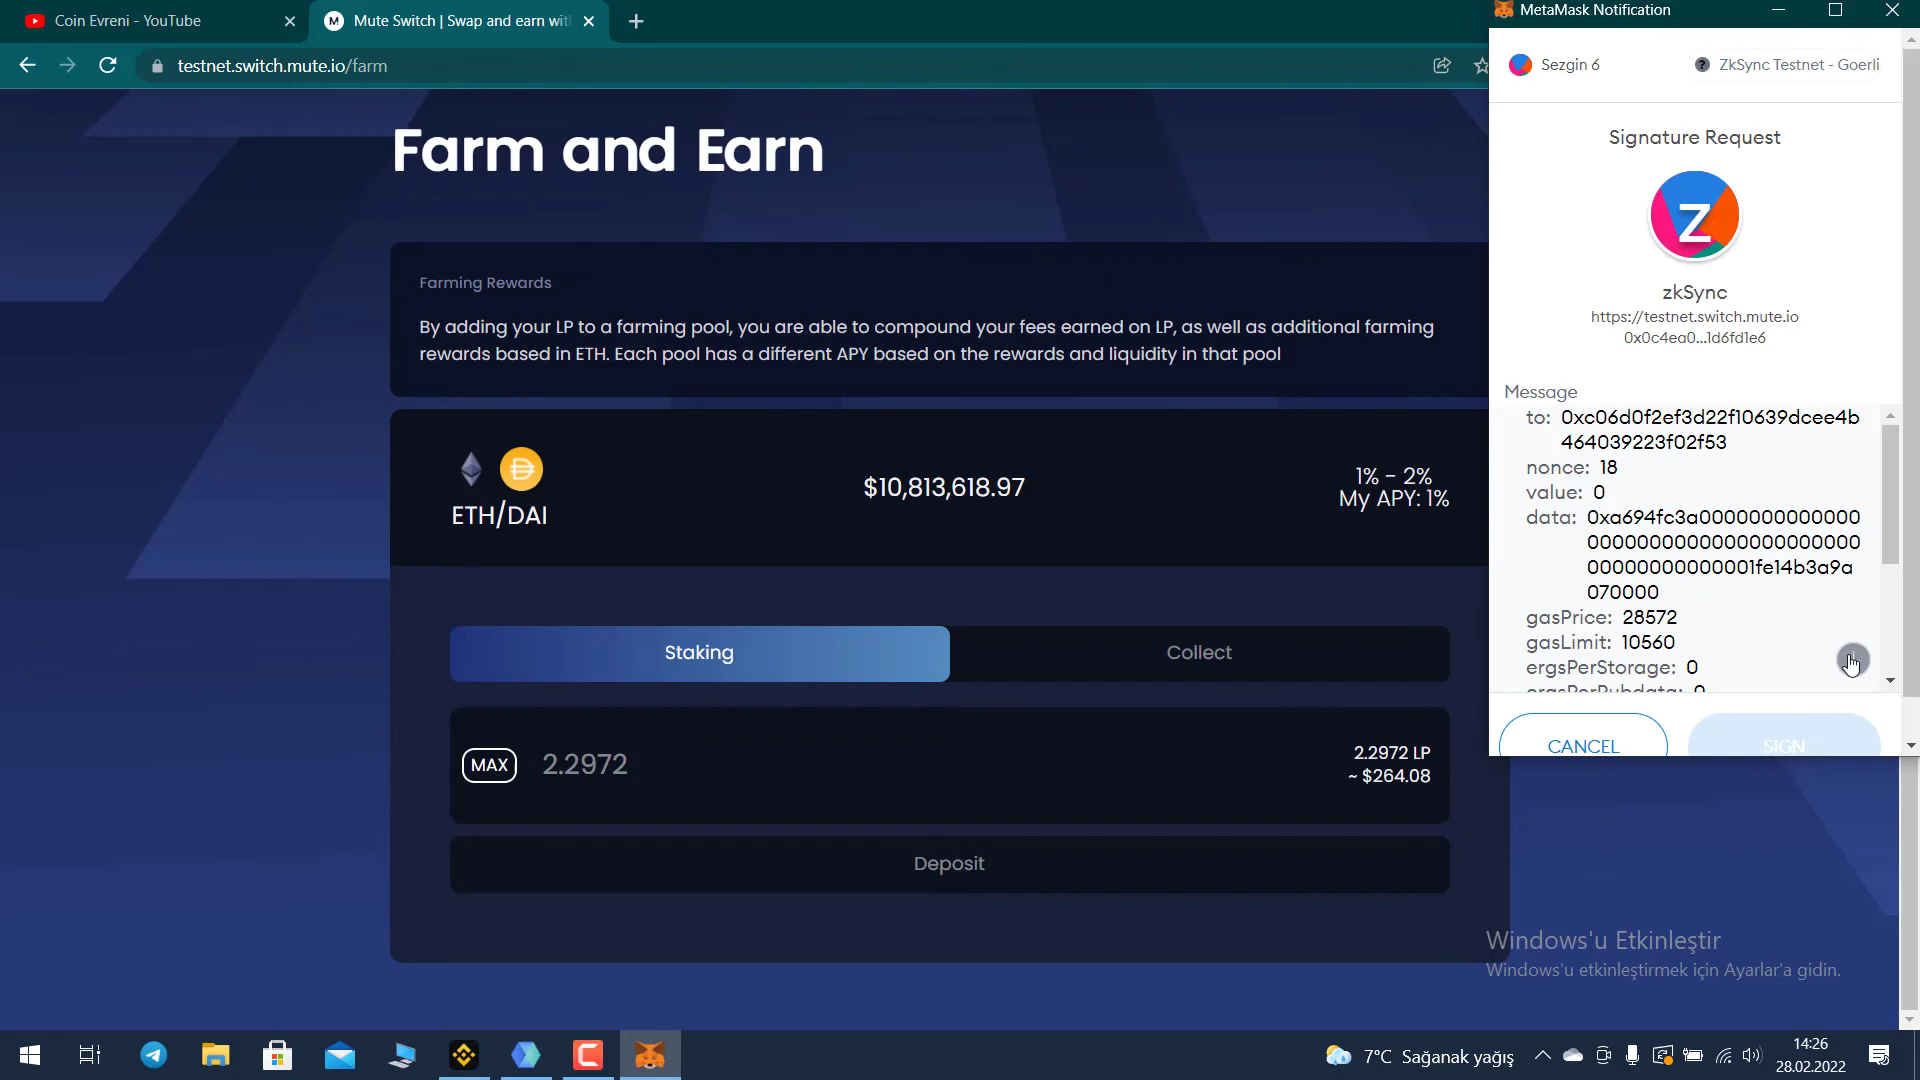 Coin Evreni - YouTube
M
Mute Switch | Swap and earn wit
testnet.switch.mute.io/farm
Farm and Earn
Farming Rewards
By adding your LP to a farming pool, you are able to compound your fees earned on LP, as well as additional farming
rewards based in ETH. Each pool has a different APY based on the rewards and liquidity in that pool
ETH/DAI
$10,813,618.97
1% - 2%
My APY: 1%
Staking
Collect
MAX
2.2972
2.2972 LP
~ $264.08
Deposit
MetaMask Notification
Sezgin 6
ZkSync Testnet - Goerli
Signature Request
Z
zkSync
https://testnet.switch.mute.io
0x0c4ea0...1d6fd1e6
Message
to: 0xc06d0f2ef3d22f10639dcee4b
464039223f02f53
nonce: 18
value: 0
data: 0xa694fc3a0000000000000
0000000000000000000000000
00000000000001fe14b3a9a
070000
gasPrice: 28572
gasLimit: 10560
ergsPerStorage: 0
ergsPerPubdata: 0
CANCEL
SIGN
Windows'u Etkinleştir
Windows'u etkinleştirmek için Ayarlar'a gidin.
7°C Sağanak yağış
14:26
28.02.2022